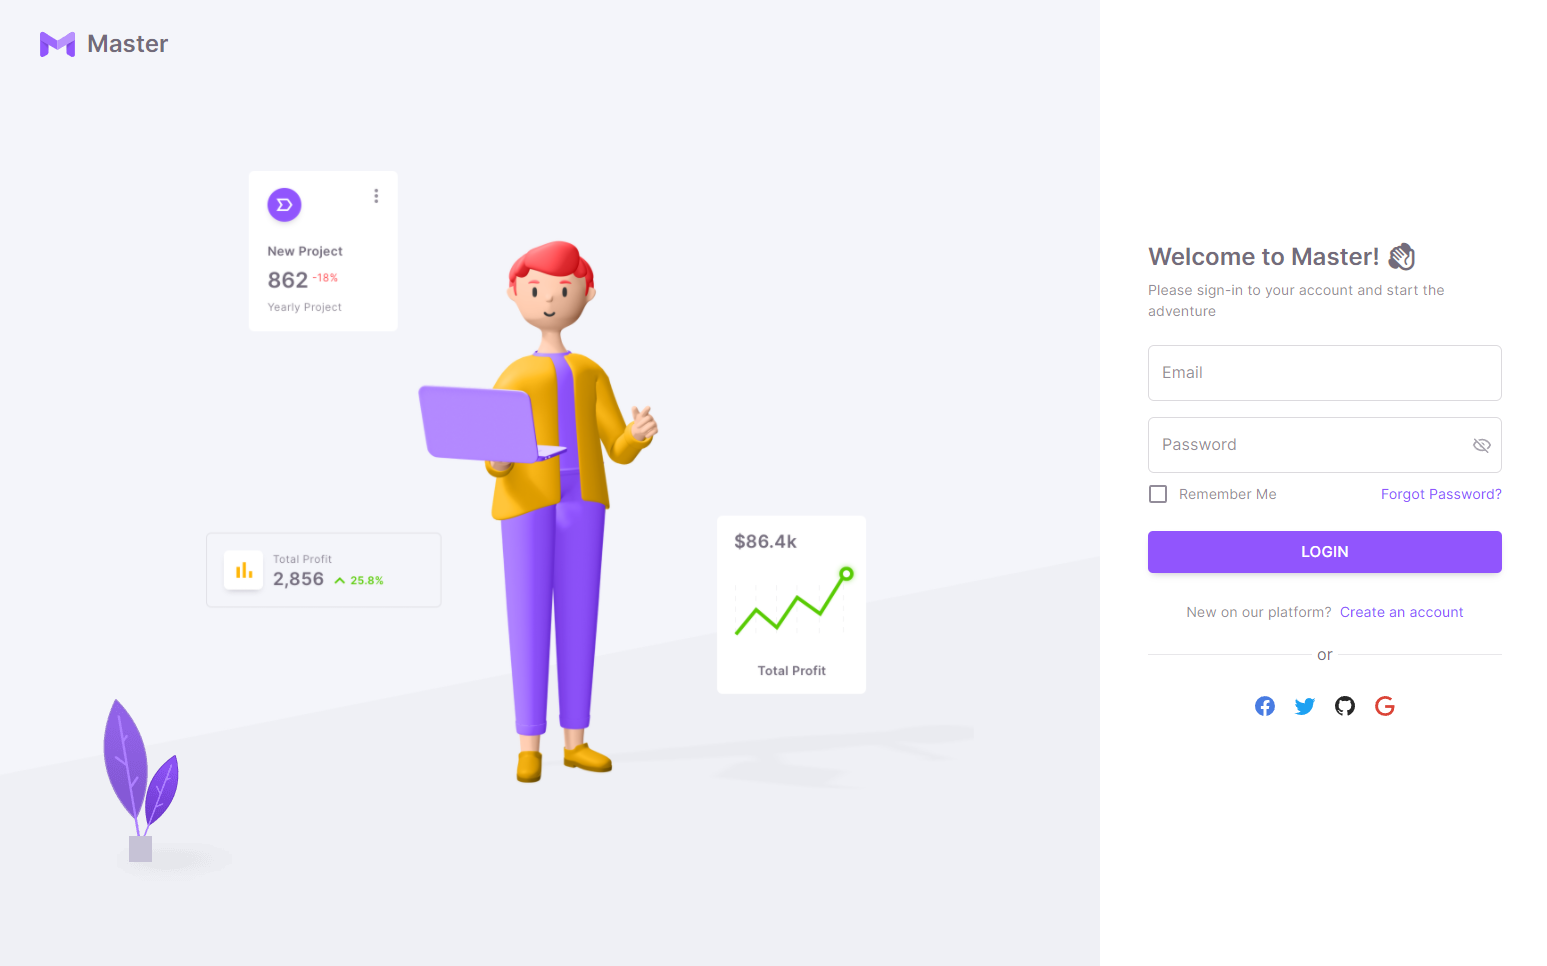 Master
New Project
862 -18%
Yearly Project
Total Profit
2,856 25.8%
$86.4k
Total Profit
Welcome to Master! 👋🏻
Please sign-in to your account and start the
adventure
Email
Password
Remember Me
Forgot Password?
LOGIN
New on our platform? Create an account
or